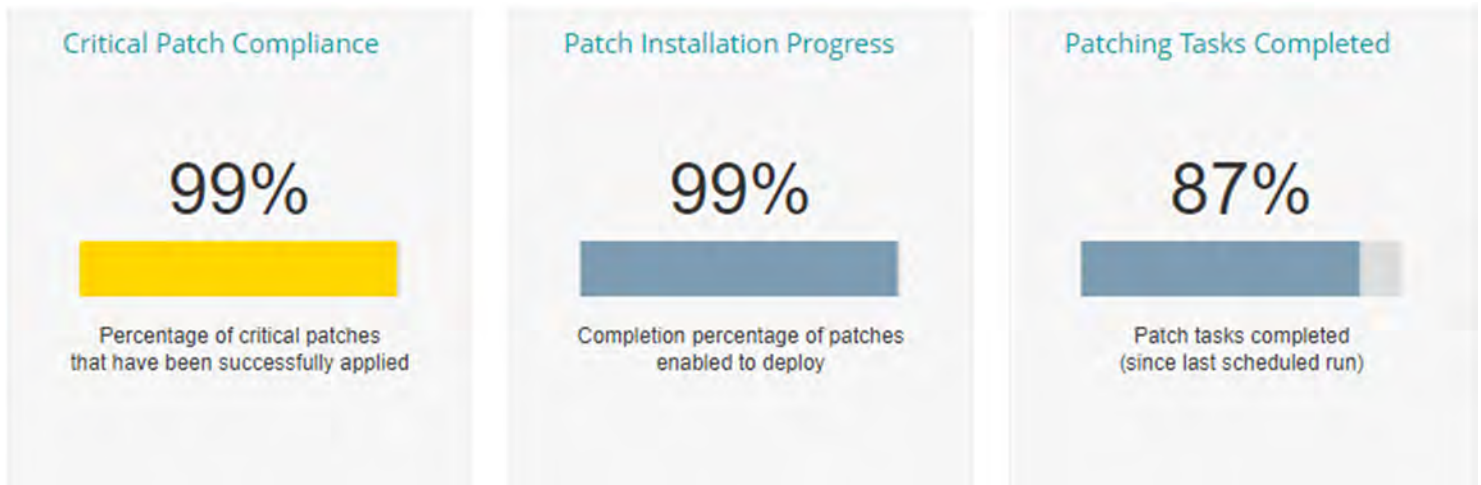 Critical Patch Compliance
99%
Percentage of critical patches
that have been successfully applied
Patch Installation Progress
99%
Completion percentage of patches
enabled to deploy
Patching Tasks Completed
87%
Patch tasks completed
(since last scheduled run)